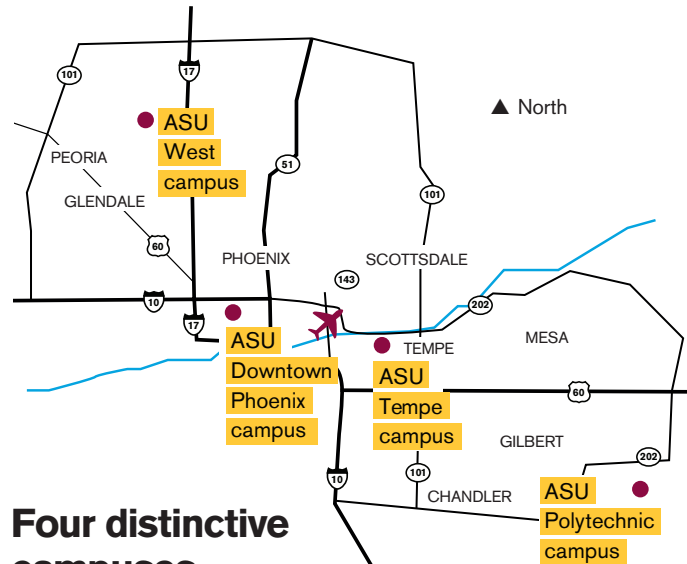 101
17
North
ASU
West
campus
PEORIA
51
GLENDALE
101
60
PHOENIX
SCOTTSDALE
143
10
202
17
ASU
Downtown
Phoenix
campus
TEMPE
MESA
ASU
Tempe
campus
60
GILBERT
202
101
10
CHANDLER
ASU
Polytechnic
campus
Four distinctive
campuses